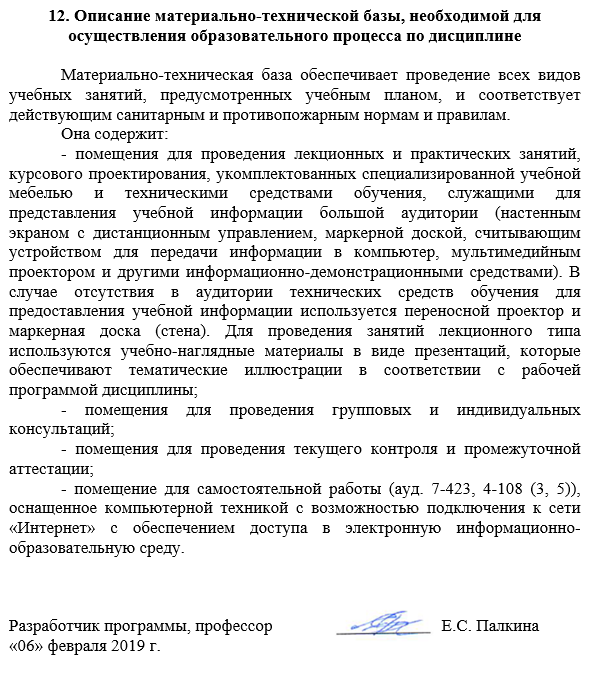 12. Описание материально-технической базы, необходимой для
осуществления образовательного процесса по дисциплине
Материально-техническая база обеспечивает проведение всех видов
учебных занятий, предусмотренных учебным планом, и соответствует
действующим санитарным и противопожарным нормам и правилам.
Она содержит:
- помещения для проведения лекционных и практических занятий,
курсового проектирования, укомплектованных специализированной учебной
мебелью и техническими средствами обучения, служащими для
представления учебной информации большой аудитории (настенным
экраном с дистанционным управлением, маркерной доской, считывающим
устройством для передачи информации в компьютер, мультимедийным
проектором и другими информационно-демонстрационными средствами). В
случае отсутствия в аудитории технических средств обучения для
предоставления учебной информации используется переносной проектор и
маркерная доска (стена). Для проведения занятий лекционного типа
используются учебно-наглядные материалы в виде презентаций, которые
обеспечивают тематические иллюстрации в соответствии с рабочей
программой дисциплины;
- помещения для проведения групповых и индивидуальных
консультаций;
- помещения для проведения текущего контроля и промежуточной
аттестации;
- помещение для самостоятельной работы (ауд. 7-423, 4-108 (3, 5)),
оснащенное компьютерной техникой с возможностью подключения к сети
«Интернет» с обеспечением доступа в электронную информационно-
образовательную среду.
Разработчик программы, профессор Е.С. Палкина
«06» февраля 2019 г.